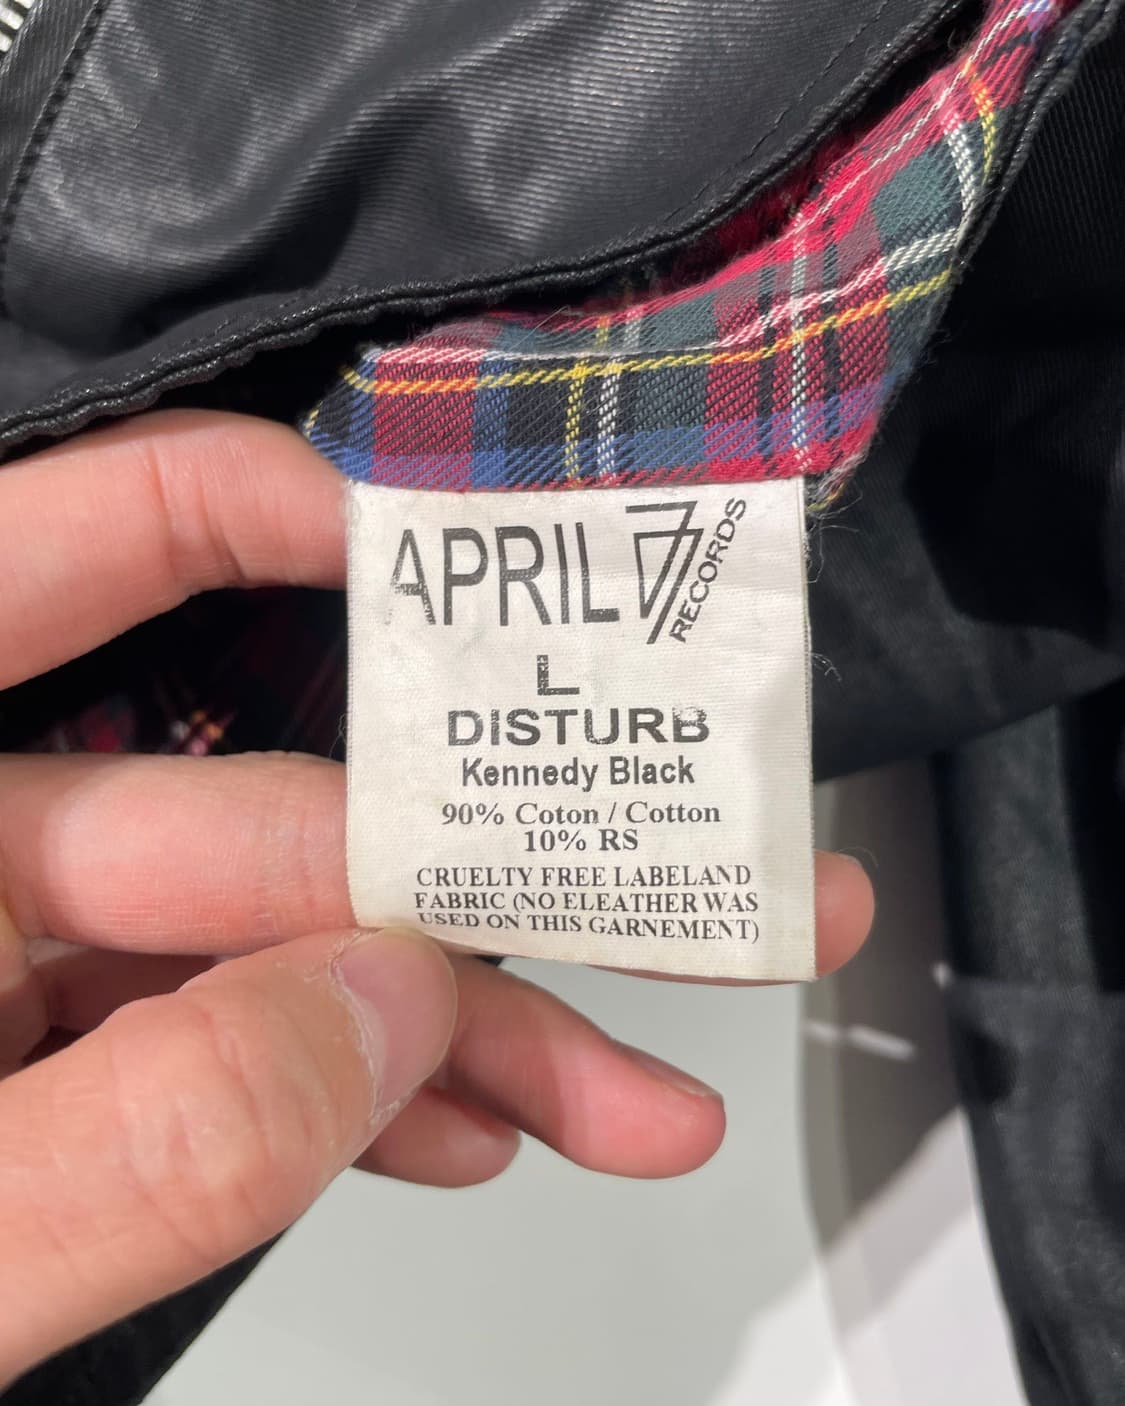 APRIL 77 RECORDS
L
DISTURB
Kennedy Black
90% Coton / Cotton
10% RS
CRUELTY FREE LABELAND
FABRIC (NO ELEATHER WAS
USED ON THIS GARNEMENT)